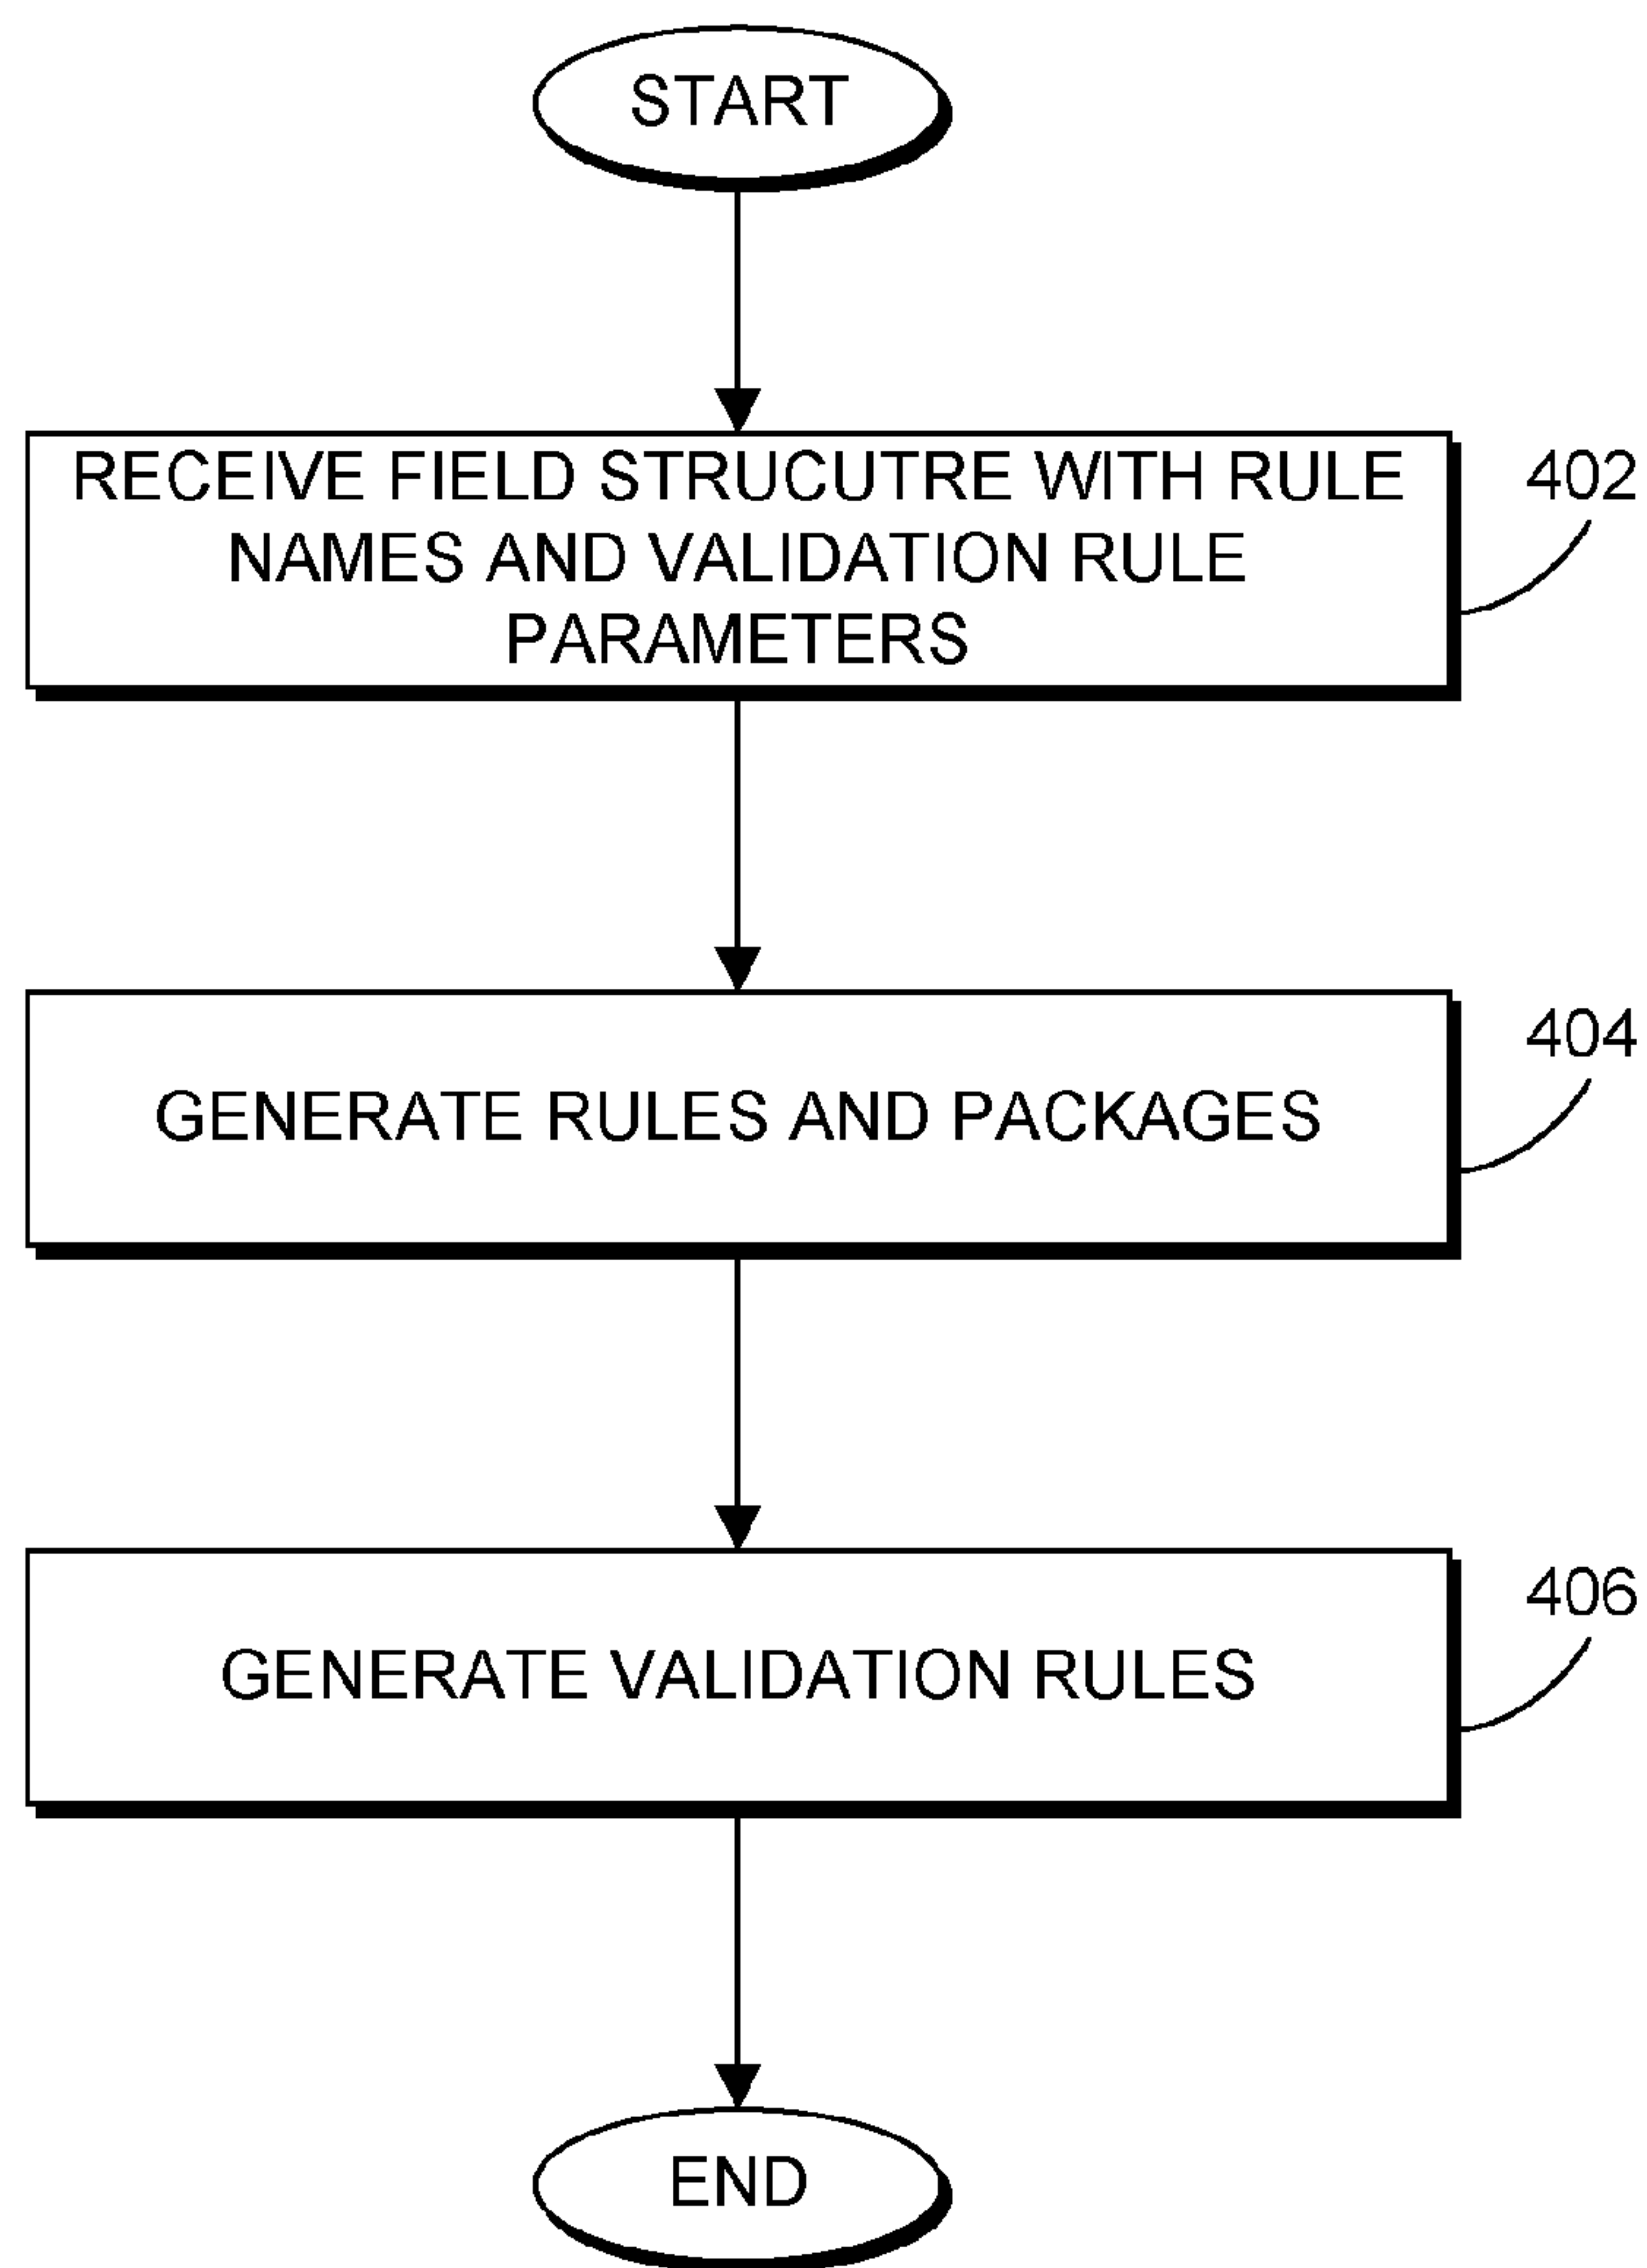 START
RECEIVE FIELD STRUCUTRE WITH RULE
NAMES AND VALIDATION RULE
PARAMETERS
402
GENERATE RULES AND PACKAGES
404
GENERATE VALIDATION RULES
406
END